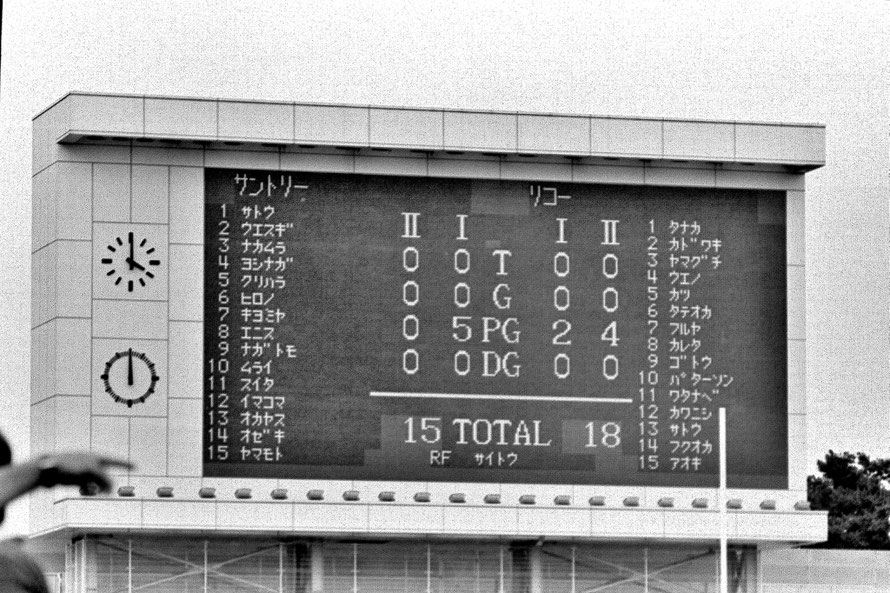 サントリー
1 サトウ
2 ウエスギ
3 ナカムラ
4 ヨシナガ
5 クリハラ
6 ヒロノ
7 キヨミヤ
8 エニス
9 ナガトモ
10 ムライ
11 スイタ
12 イマコマ
13 オカヤス
14 オゼキ
15 ヤマモト
II I I II
0 0 T 0 0
0 0 G 0 0
0 5 PG 2 4
0 0 DG 0 0
15 TOTAL 18
RF サイトウ
リコー
1 タナカ
2 カドワキ
3 ヤマグチ
4 ウエノ
5 カツ
6 タテオカ
7 フルヤ
8 カレタ
9 ゴトウ
10 パターソン
11 ワタナベ
12 カワニシ
13 サトウ
14 フクオカ
15 アオキ